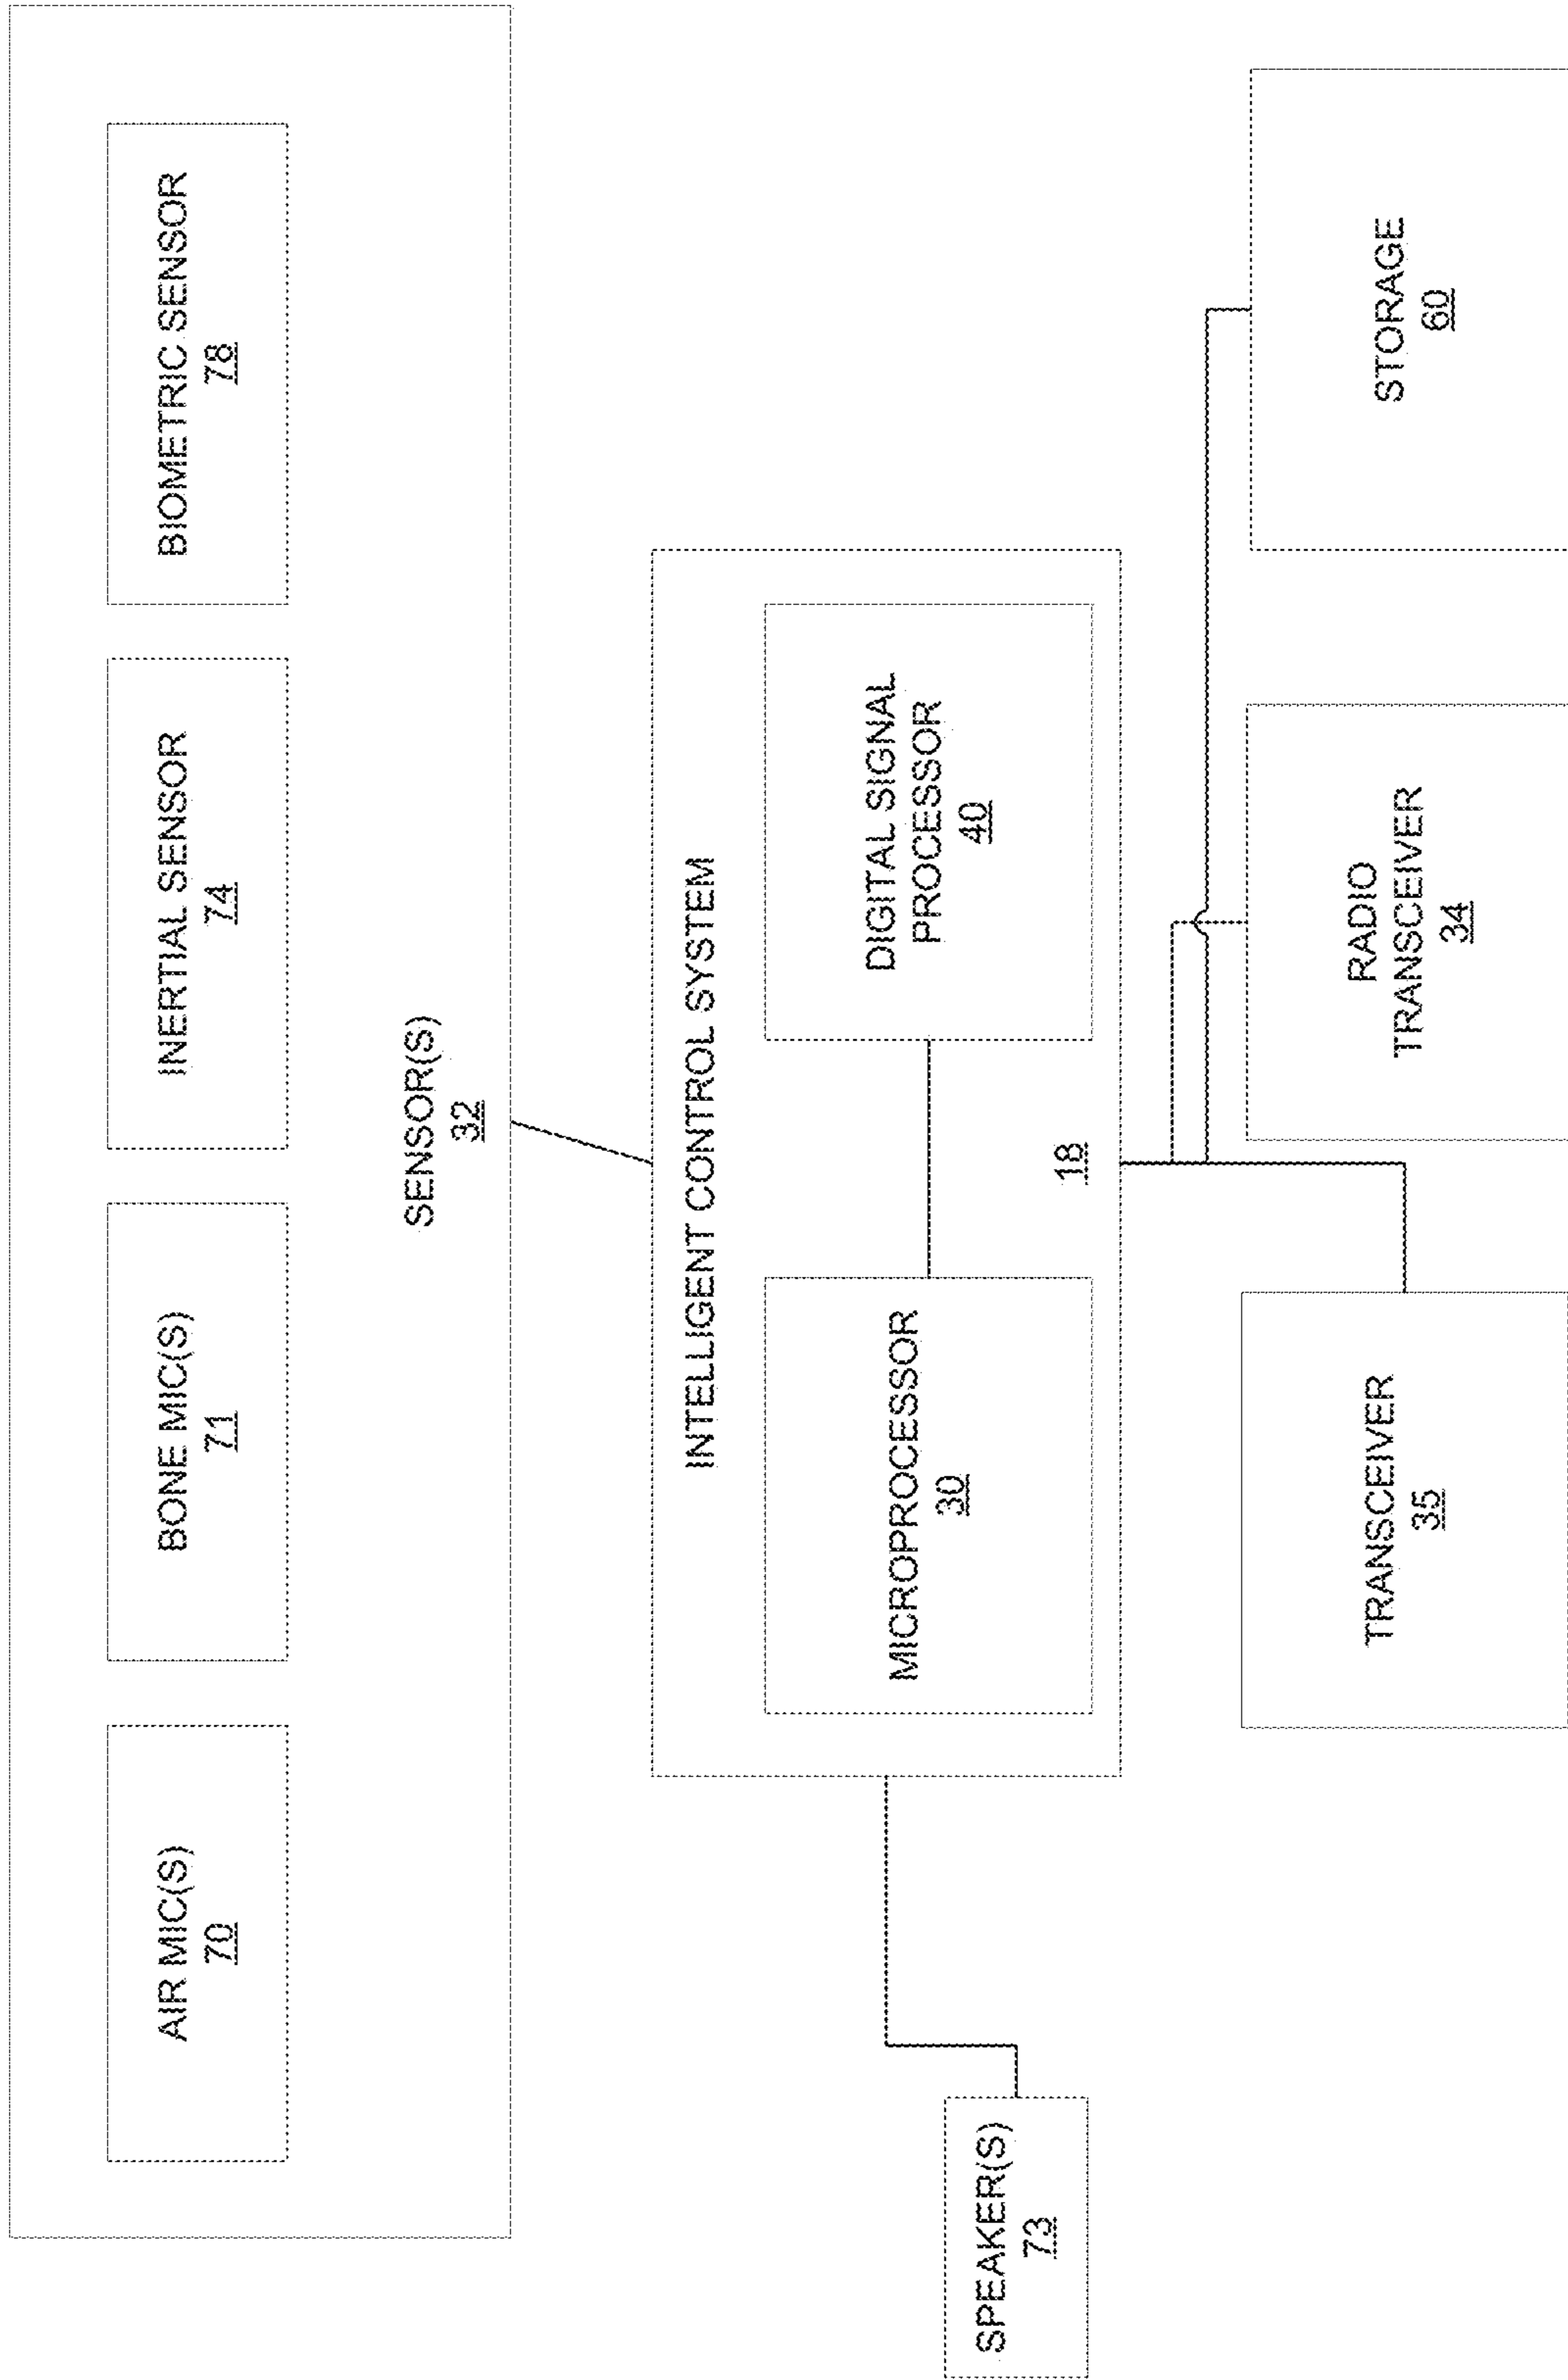 AIR MIC(S)
70
BONE MIC(S)
71
INERTIAL SENSOR
74
BIOMETRIC SENSOR
78
SENSOR(S)
32
INTELLIGENT CONTROL SYSTEM
MICROPROCESSOR
30
DIGITAL SIGNAL
PROCESSOR
40
18
SPEAKER(S)
73
TRANSCEIVER
35
RADIO
TRANSCEIVER
34
STORAGE
60